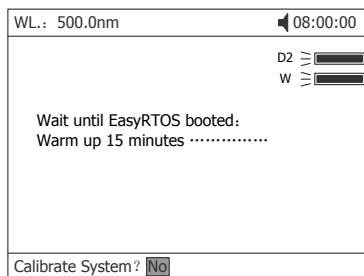 WL.: 500.0nm 08:00:00
D2
W
Wait until EasyRTOS booted:
Warm up 15 minutes ……………
Calibrate System? No